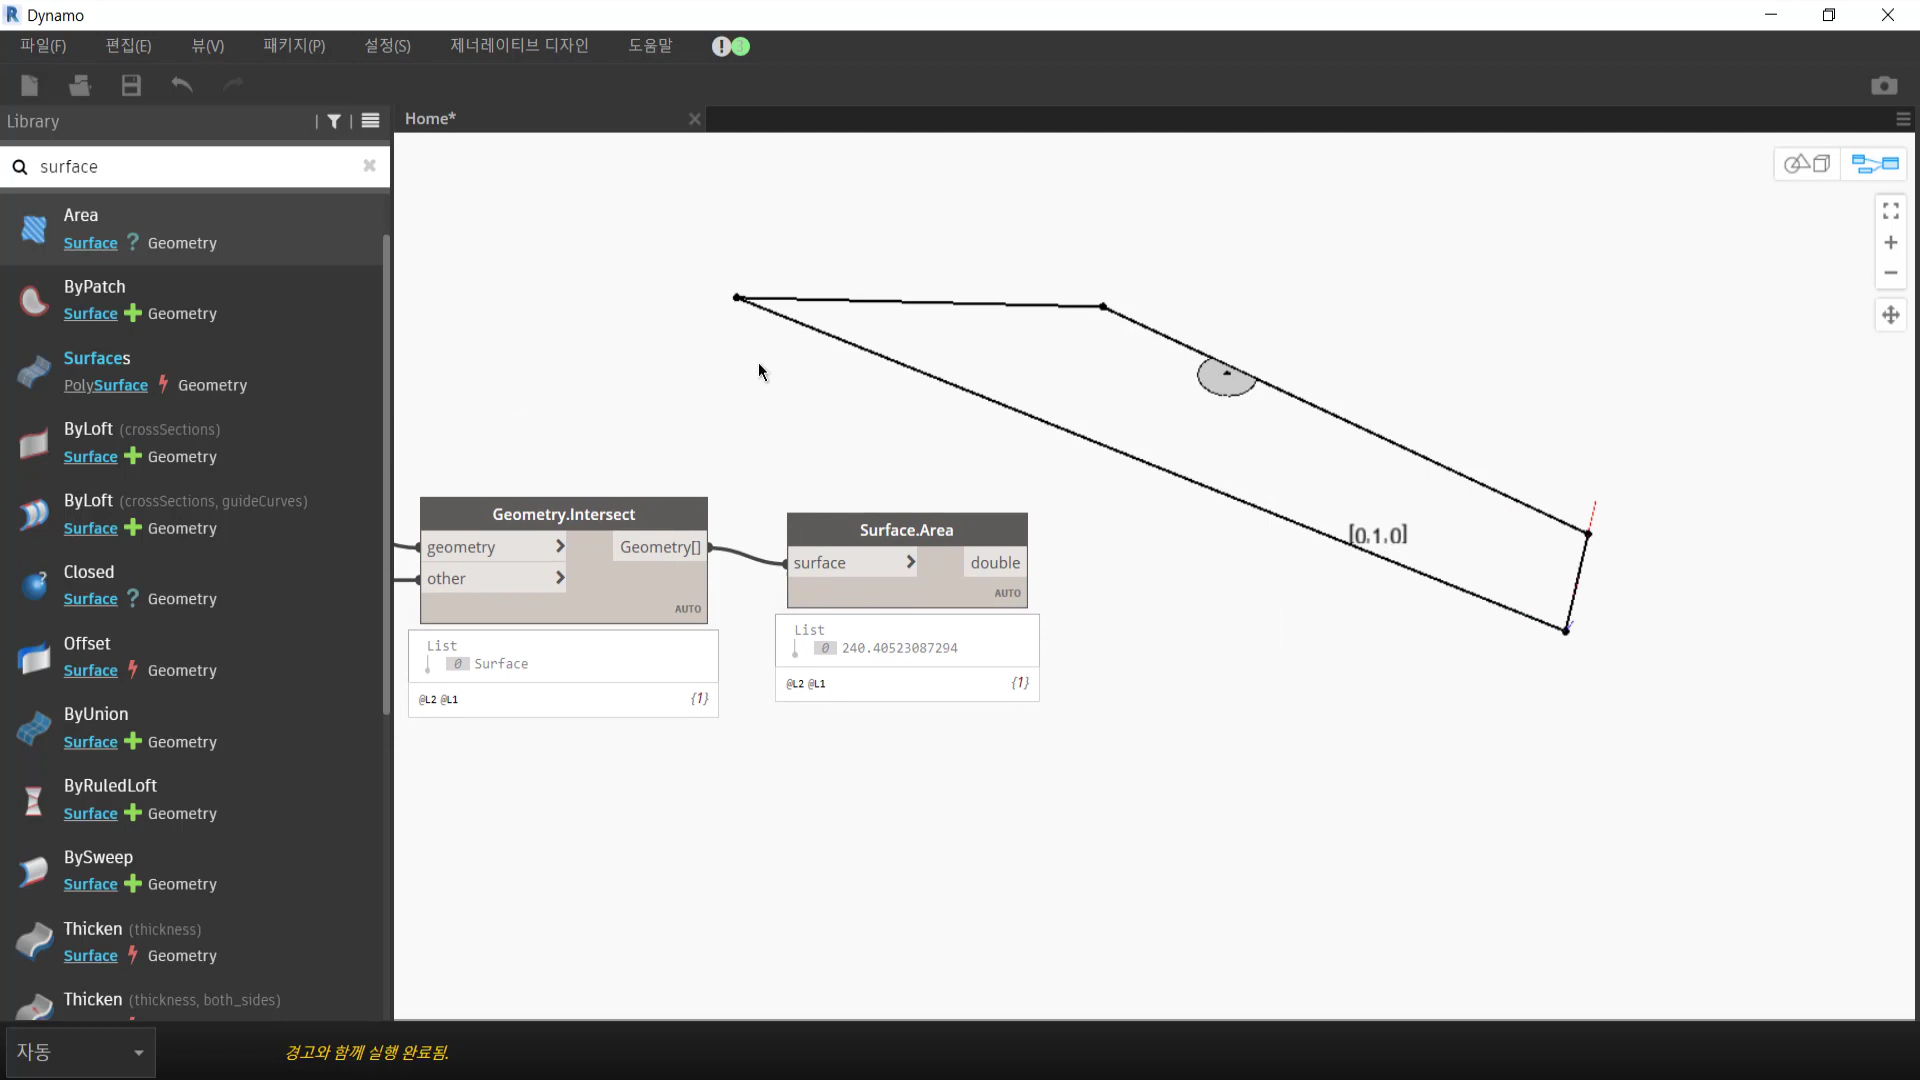 Dynamo
파일(F) 편집(E) 뷰(V) 패키지(P) 설정(S) 제너레이티브 디자인 도움말
Library
surface
Area
Surface ? Geometry
ByPatch
Surface Geometry
Surfaces
PolySurface Geometry
ByLoft (crossSections)
Surface Geometry
ByLoft (crossSections, guideCurves)
Surface Geometry
Closed
Surface ? Geometry
Offset
Surface Geometry
ByUnion
Surface Geometry
ByRuledLoft
Surface Geometry
BySweep
Surface Geometry
Thicken (thickness)
Surface Geometry
Thicken (thickness, both_sides)
Home*
[0,1,0]
Geometry.Intersect
geometry > Geometry[]
other >
AUTO
List
0 Surface
@L2 @L1 {1}
Surface.Area
surface > double
AUTO
List
0 240.40523087294
@L2 @L1 {1}
자동
경고와 함께 실행 완료됨.